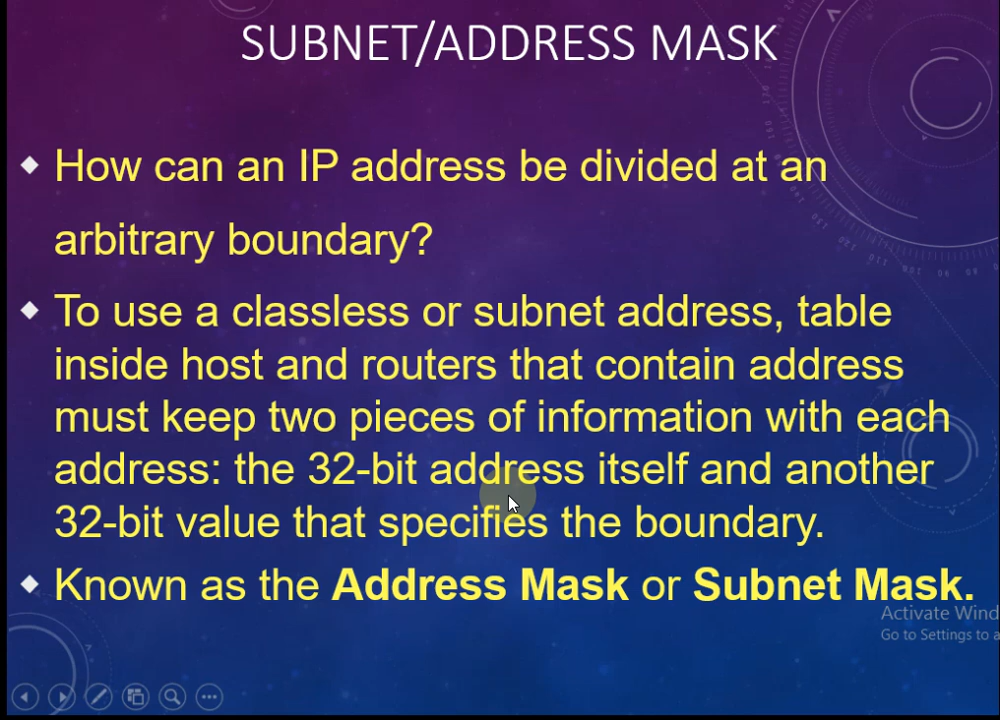 SUBNET/ADDRESS MASK
How can an IP address be divided at an
arbitrary boundary?
To use a classless or subnet address, table
inside host and routers that contain address
must keep two pieces of information with each
address: the 32-bit address itself and another
32-bit value that specifies the boundary.
Known as the Address Mask or Subnet Mask.
Activate Wind
Go to Settings to a